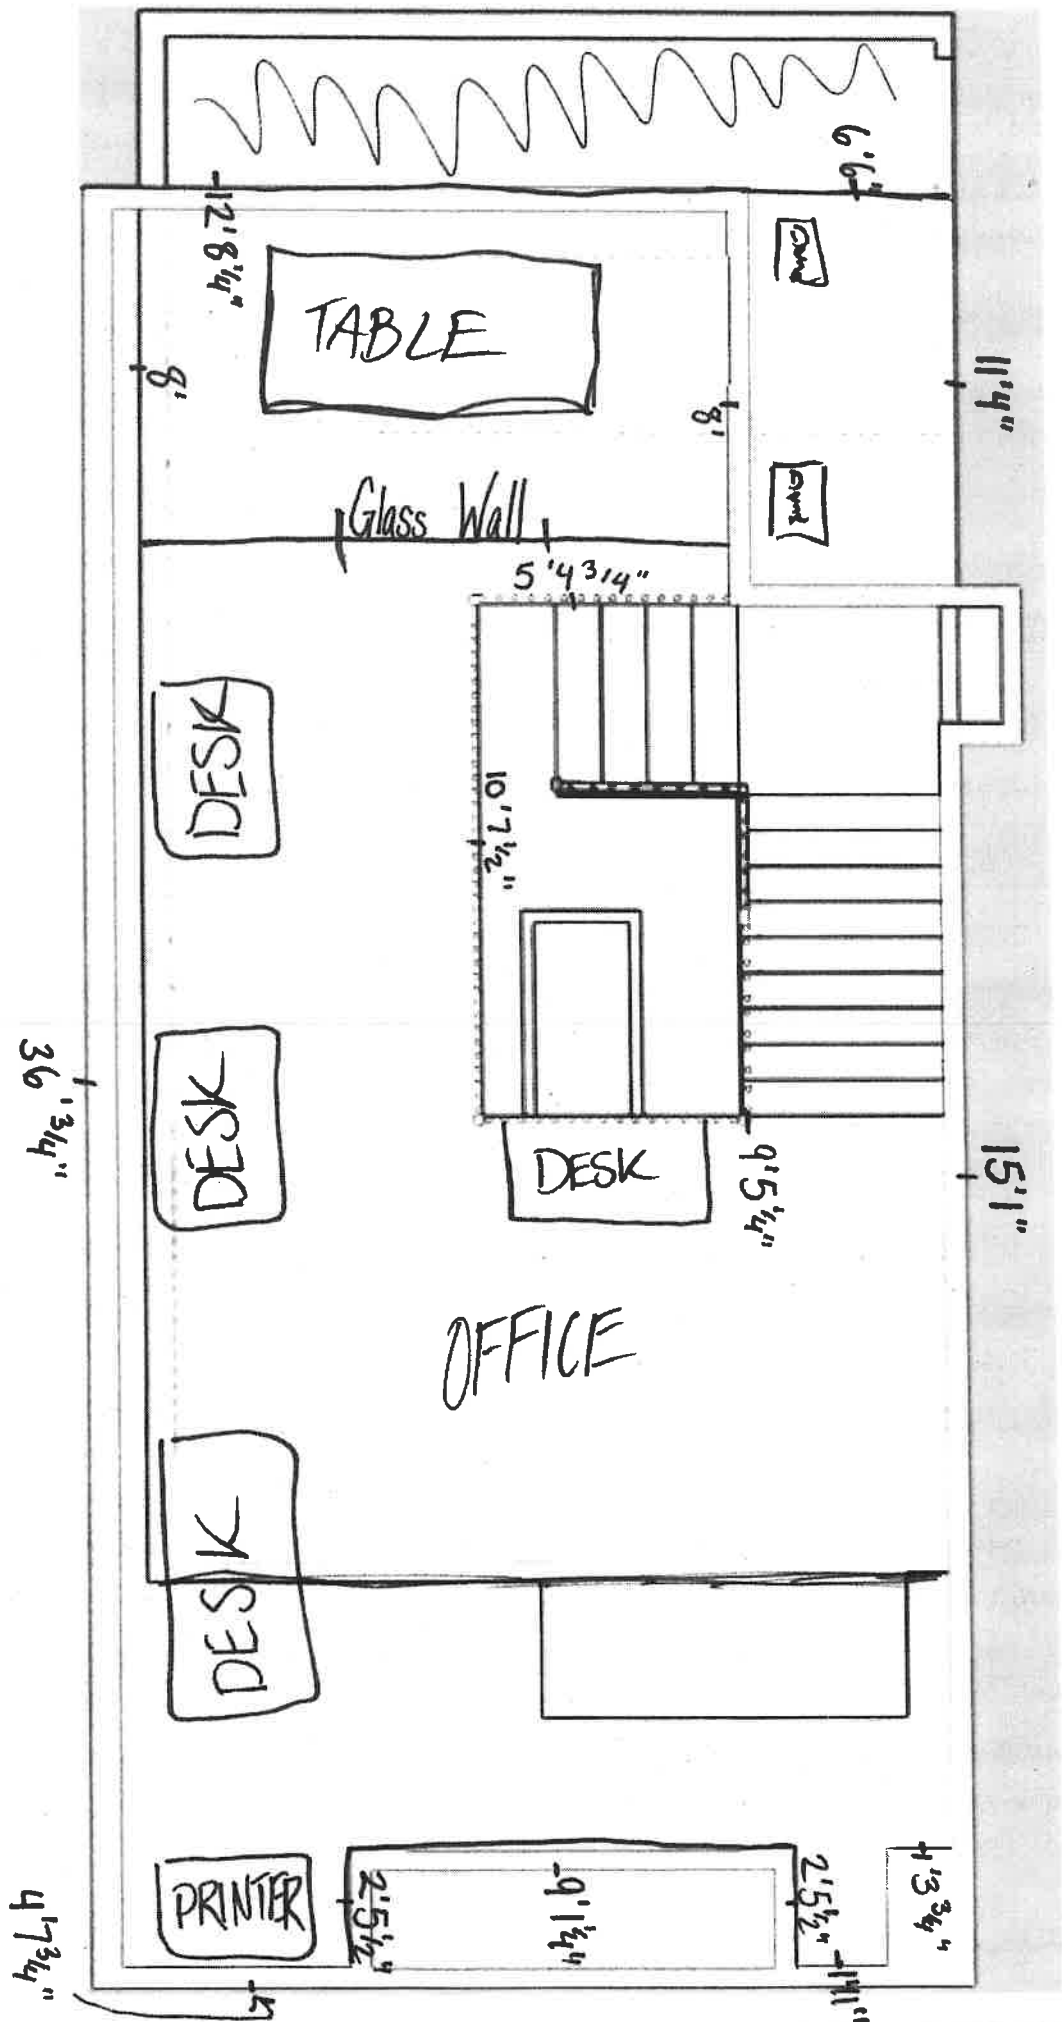 6'6"
12'8¼"
TABLE
11'4"
8'
8'
Glass Wall
5'4 3/4"
DESK
10'7½"
DESK
DESK
9'5¼"
15'1"
36'¾"
OFFICE
DESK
PRINTER
2'5½"
9'1¼"
2'5½"
4'3¾"
4'7¾"